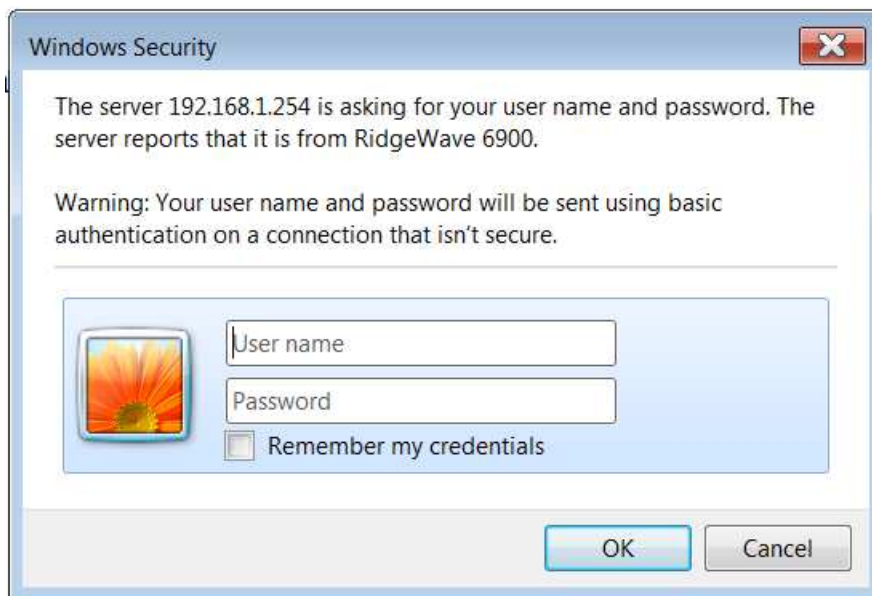 Windows Security
The server 192.168.1.254 is asking for your user name and password. The
server reports that it is from RidgeWave 6900.
Warning: Your user name and password will be sent using basic
authentication on a connection that isn't secure.
User name
Password
Remember my credentials
OK
Cancel